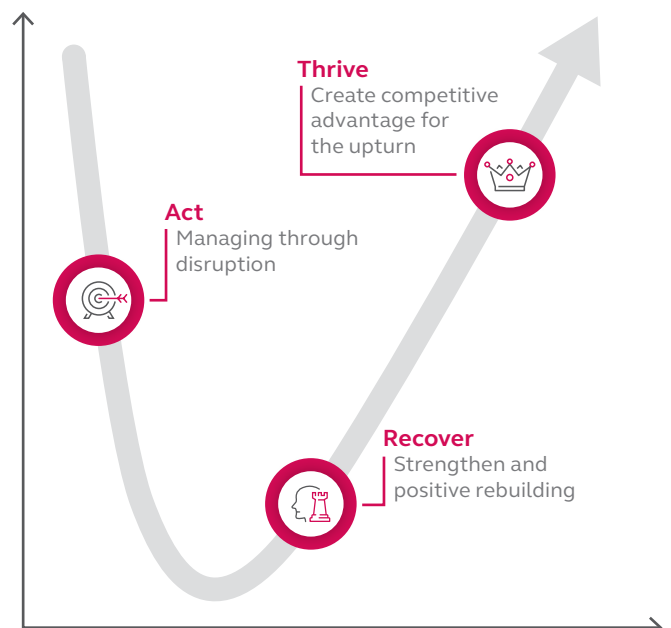 Thrive
Create competitive
advantage for
the upturn
Act
Managing through
disruption
Recover
Strengthen and
positive rebuilding